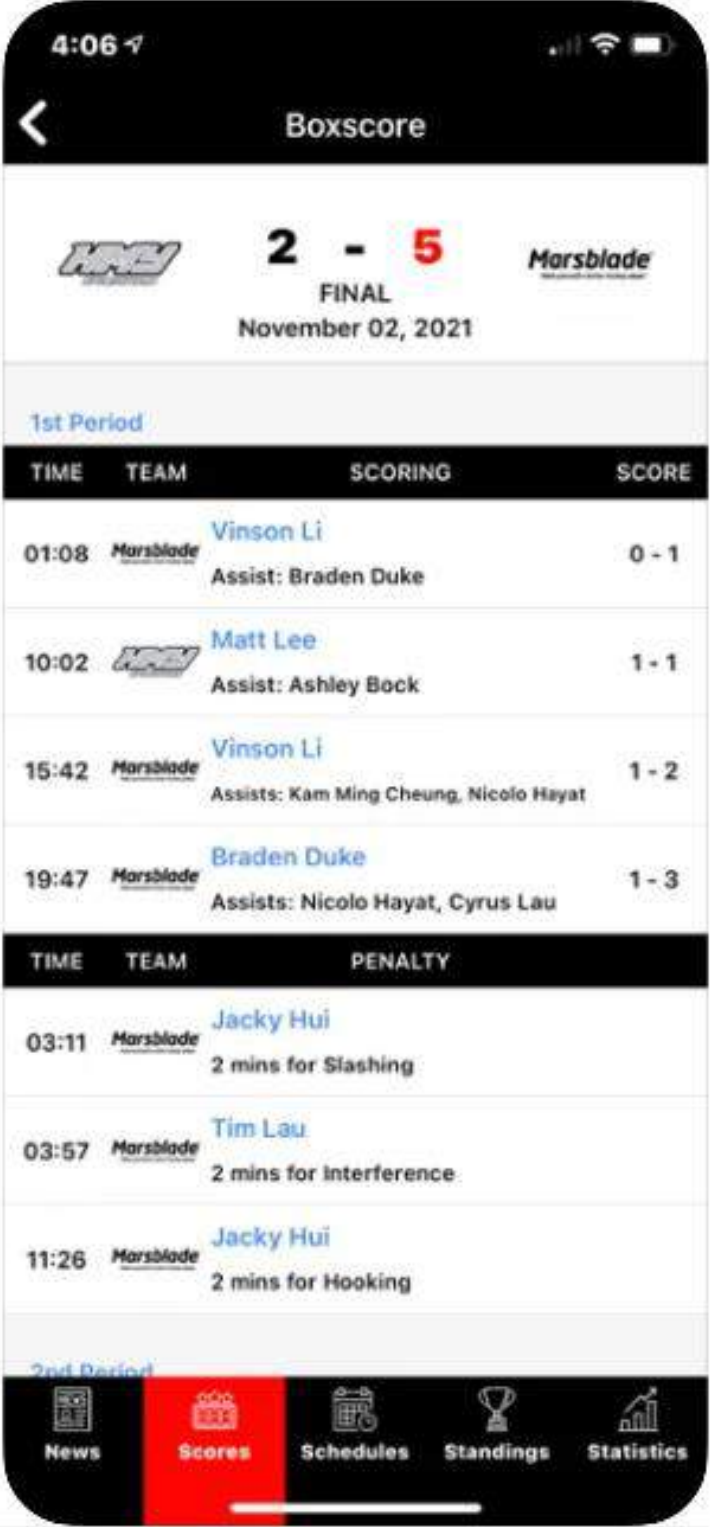 4:06
Boxscore
2 - 5
Marsblade
FINAL
November 02, 2021
1st Period
TIME TEAM SCORING SCORE
01:08 Marsblade Vinson Li 0 - 1
Assist: Braden Duke
10:02 Matt Lee 1 - 1
Assist: Ashley Bock
15:42 Marsblade Vinson Li 1 - 2
Assists: Kam Ming Cheung, Nicolo Hayat
19:47 Marsblade Braden Duke 1 - 3
Assists: Nicolo Hayat, Cyrus Lau
TIME TEAM PENALTY
03:11 Marsblade Jacky Hui
2 mins for Slashing
03:57 Marsblade Tim Lau
2 mins for Interference
11:26 Marsblade Jacky Hui
2 mins for Hooking
2nd Period
News Scores Schedules Standings Statistics